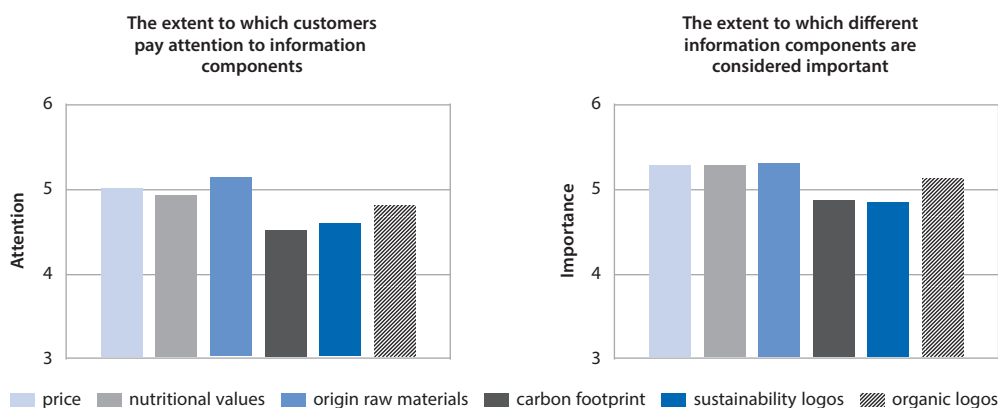 The extent to which customers
pay attention to information
components
6
5
4
3
Attention
The extent to which different
information components are
considered important
6
5
4
3
Importance
price nutritional values origin raw materials carbon footprint sustainability logos organic logos